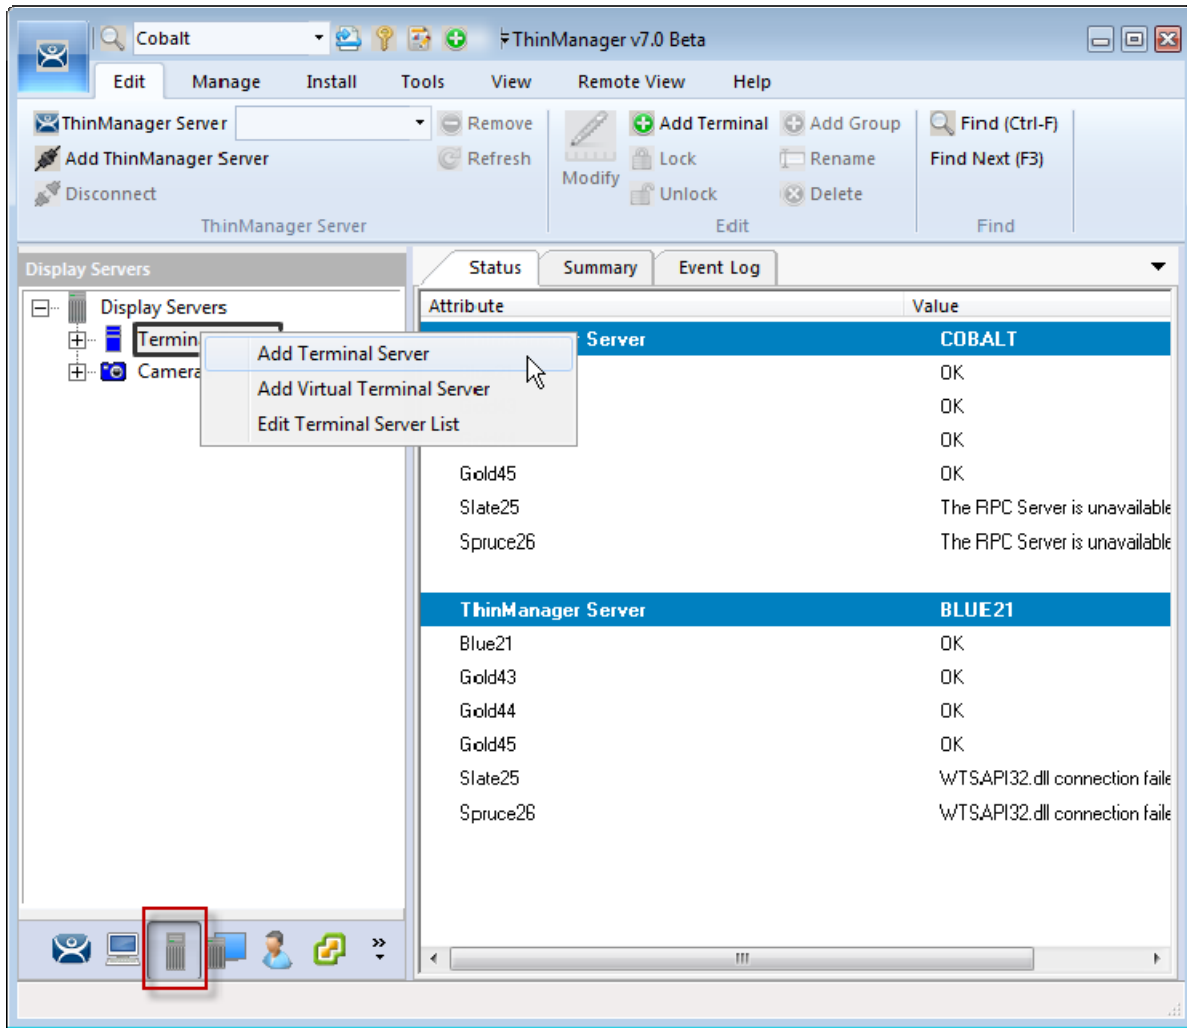 Cobalt
ThinManager v7.0 Beta
Edit Manage Install Tools View Remote View Help
ThinManager Server Remove Add Terminal Add Group Find (Ctrl-F)
Add ThinManager Server Refresh Modify Lock Rename Find Next (F3)
Disconnect Unlock Delete
ThinManager Server Edit Find
Display Servers Status Summary Event Log
Display Servers Attribute Value
Server COBALT
Add Terminal Server OK
Camera
Add Virtual Terminal Server OK
Edit Terminal Server List OK
Gold45 OK
Slate25 The RPC Server is unavailable
Spruce26 The RPC Server is unavailable
ThinManager Server BLUE21
Blue21 OK
Gold43 OK
Gold44 OK
Gold45 OK
Slate25 WTSAPI32.dll connection faile
Spruce26 WTSAPI32.dll connection faile